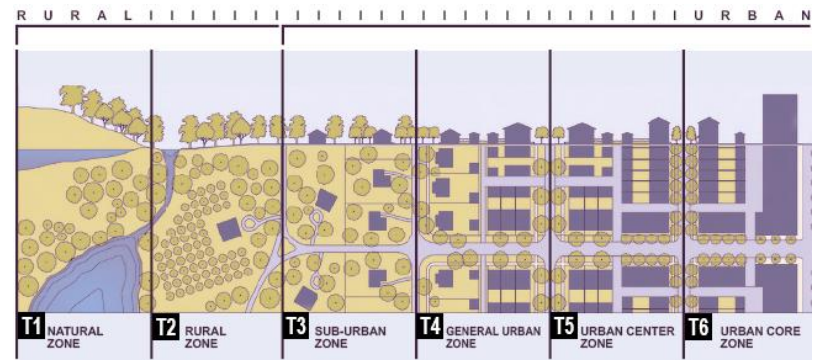 R U R A L I I I I I I I I I I I I I I I I I I I I I I I I I I I I I U R B A N
T1 NATURAL ZONE
T2 RURAL ZONE
T3 SUB-URBAN ZONE
T4 GENERAL URBAN ZONE
T5 URBAN CENTER ZONE
T6 URBAN CORE ZONE